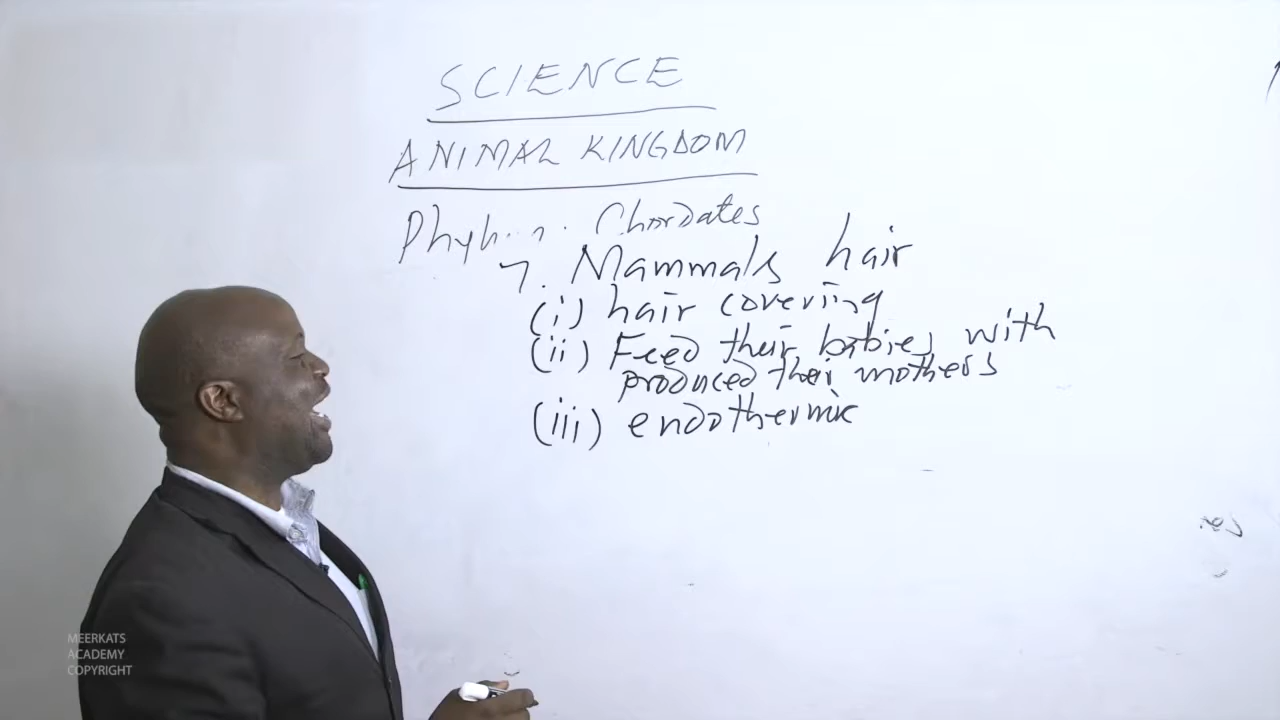 SCIENCE
ANIMAL KINGDOM
Chordates
7. Mammals hair
(i) hair covering
(ii) Feed their babies with
produced their mothers
(iii) endothermic
MEERKATS
ACADEMY
COPYRIGHT